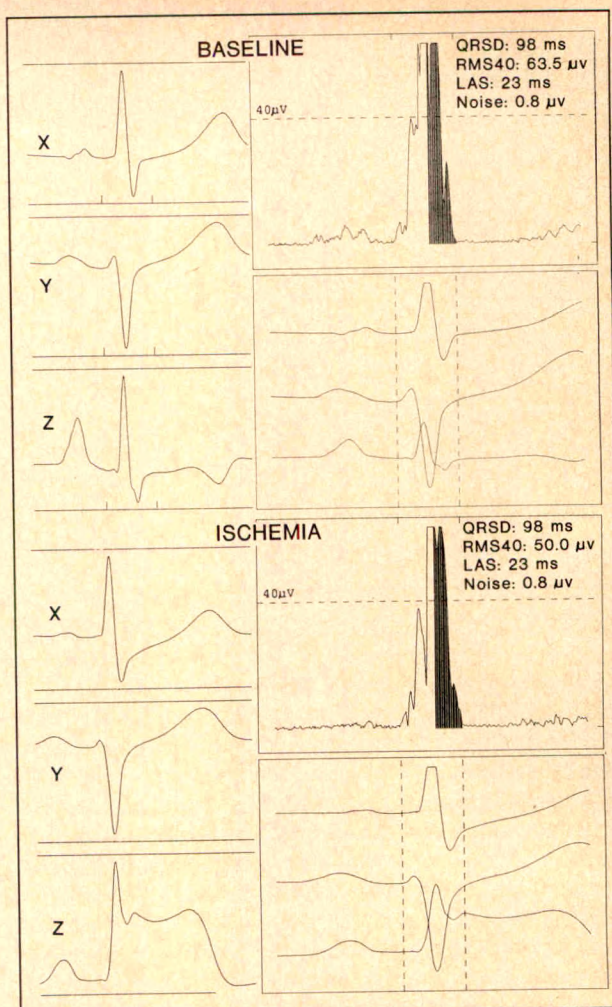 BASELINE
QRSD: 98 ms
RMS40: 63.5 μv
LAS: 23 ms
Noise: 0.8 μv
40μV
X
Y
Z
ISCHEMIA
QRSD: 98 ms
RMS40: 50.0 μv
LAS: 23 ms
Noise: 0.8 μv
40μV
X
Y
Z